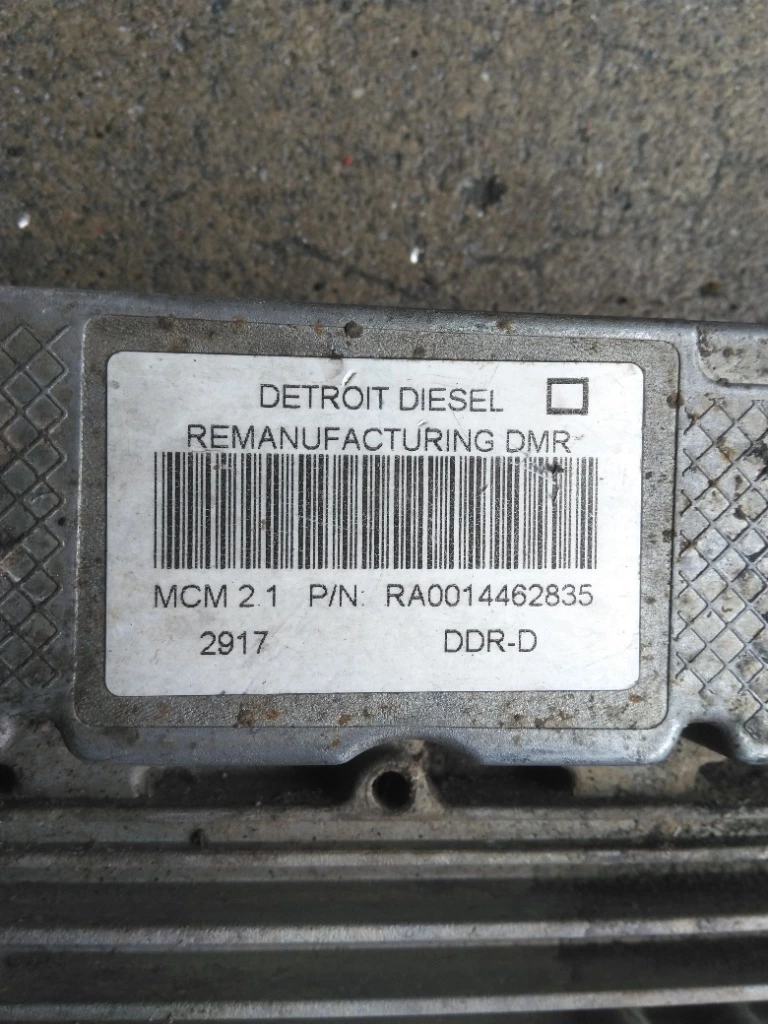 DETROIT DIESEL
REMANUFACTURING DMR
MCM 2.1 P/N: RA0014462835
2917 DDR-D